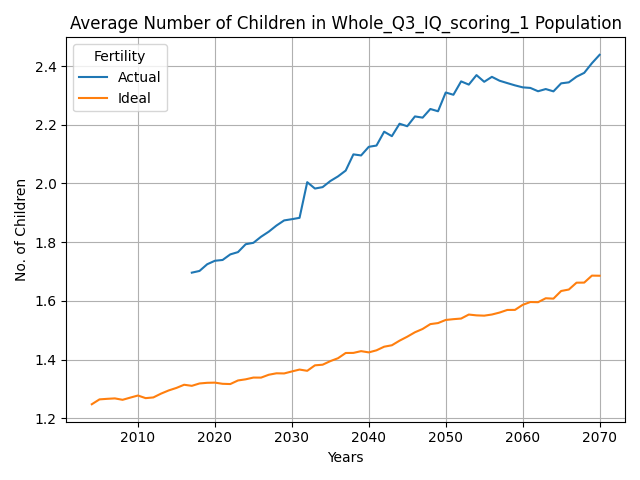 Average Number of Children in Whole_Q3_IQ_scoring_1 Population
Fertility
Actual
Ideal
No. of Children
2.4
2.2
2.0
1.8
1.6
1.4
1.2
2010 2020 2030 2040 2050 2060 2070
Years